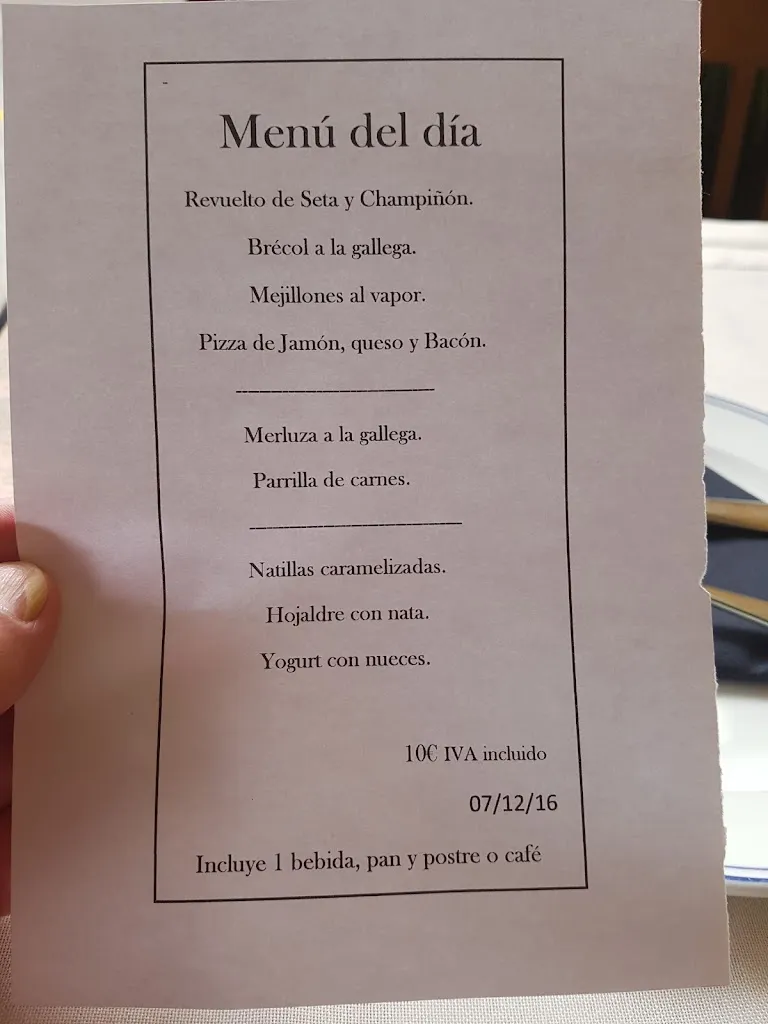 Menú del día
Revuelto de Seta y Champiñón.
Brécol a la gallega.
Mejillones al vapor.
Pizza de Jamón, queso y Bacón.
Merluza a la gallega.
Parrilla de carnes.
Natillas caramelizadas.
Hojaldre con nata.
Yogurt con nueces.
10€ IVA incluido
07/12/16
Incluye 1 bebida, pan y postre o café